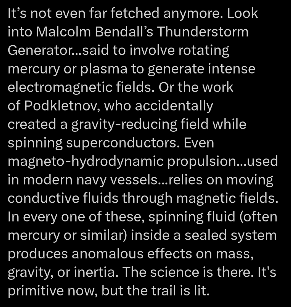 It's not even far fetched anymore. Look
into Malcolm Bendall's Thunderstorm
Generator...said to involve rotating
mercury or plasma to generate intense
electromagnetic fields. Or the work
of Podkletnov, who accidentally
created a gravity-reducing field while
spinning superconductors. Even
magneto-hydrodynamic propulsion...used
in modern navy vessels...relies on moving
conductive fluids through magnetic fields.
In every one of these, spinning fluid (often
mercury or similar) inside a sealed system
produces anomalous effects on mass,
gravity, or inertia. The science is there. It's
primitive now, but the trail is lit.